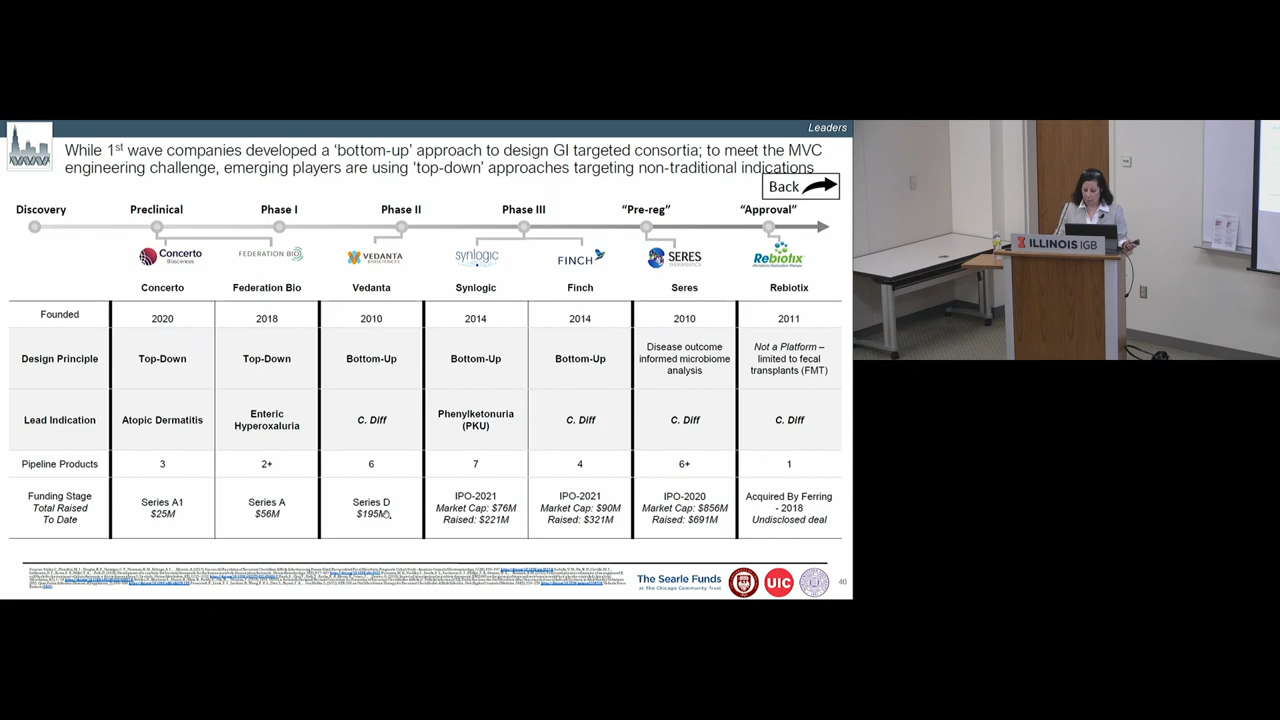 Leaders
While 1st wave companies developed a 'bottom-up' approach to design GI targeted consortia; to meet the MVC
engineering challenge, emerging players are using 'top-down' approaches targeting non-traditional indications
Back
Discovery Preclinical Phase I Phase II Phase III "Pre-reg" "Approval"
Concerto Biosciences FEDERATION BIO VEDANTA BIOSCIENCES synlogic FINCH SERES THERAPEUTICS Rebiotix
Concerto Federation Bio Vedanta Synlogic Finch Seres Rebiotix
Founded 2020 2018 2010 2014 2014 2010 2011
Design Principle Top-Down Top-Down Bottom-Up Bottom-Up Bottom-Up Disease outcome informed microbiome analysis Not a Platform – limited to fecal transplants (FMT)
Lead Indication Atopic Dermatitis Enteric Hyperoxaluria C. Diff Phenylketonuria (PKU) C. Diff C. Diff C. Diff
Pipeline Products 3 2+ 6 7 4 6+ 1
Funding Stage Total Raised To Date Series A1 $25M Series A $56M Series D $195M IPO-2021 Market Cap: $76M Raised: $221M IPO-2021 Market Cap: $90M Raised: $321M IPO-2020 Market Cap: $856M Raised: $691M Acquired By Ferring - 2018 Undisclosed deal
The Searle Funds
at The Chicago Community Trust
UIC
40
I ILLINOIS IGB